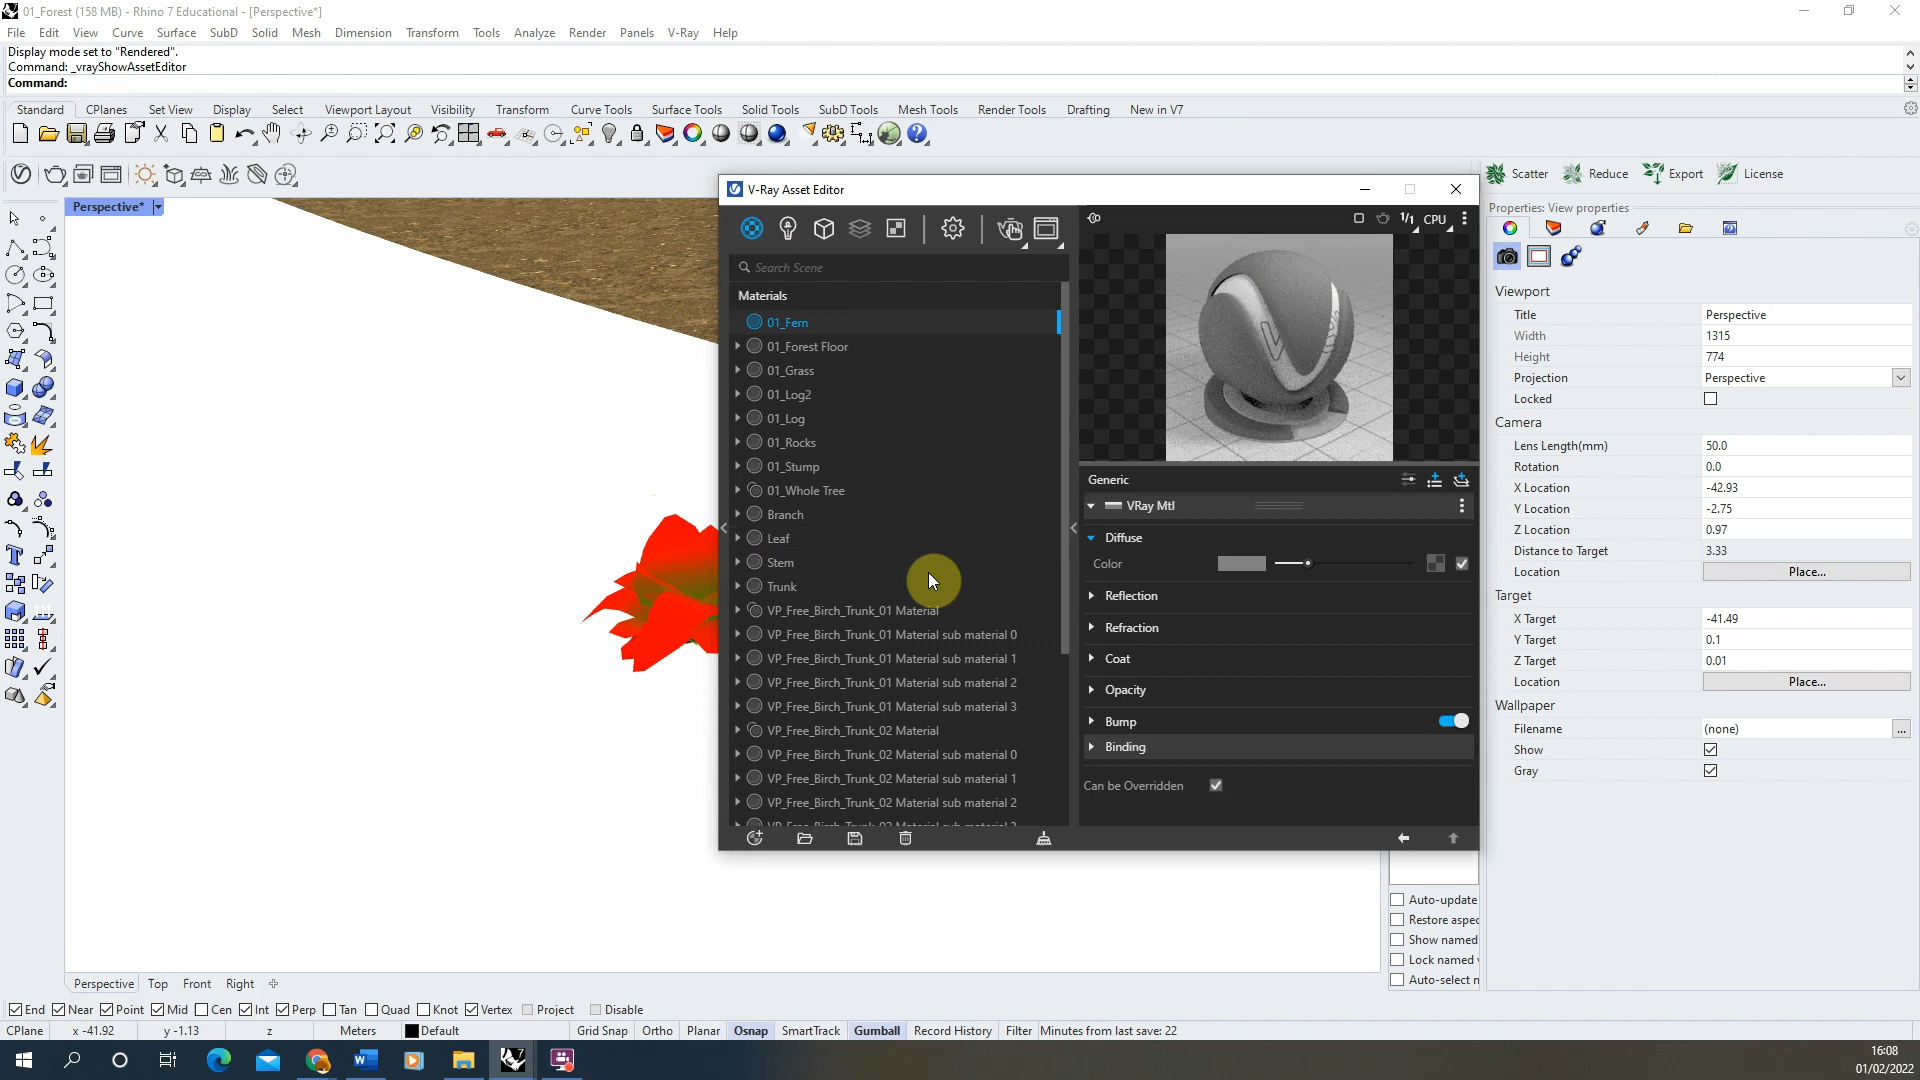 01_Forest (158 MB) - Rhino 7 Educational - [Perspective*]
File Edit View Curve Surface SubD Solid Mesh Dimension Transform Tools Analyze Render Panels V-Ray Help
Display mode set to "Rendered".
Command: _vrayShowAssetEditor
Command:
Standard CPlanes Set View Display Select Viewport Layout Visibility Transform Curve Tools Surface Tools Solid Tools SubD Tools Mesh Tools Render Tools Drafting New in V7
Scatter Reduce Export License
Perspective*
V-Ray Asset Editor
1/1 CPU
Search Scene
Materials
01_Fern
01_Forest Floor
01_Grass
01_Log2
01_Log
01_Rocks
01_Stump
01_Whole Tree
Branch
Leaf
Stem
Trunk
VP_Free_Birch_Trunk_01 Material
VP_Free_Birch_Trunk_01 Material sub material 0
VP_Free_Birch_Trunk_01 Material sub material 1
VP_Free_Birch_Trunk_01 Material sub material 2
VP_Free_Birch_Trunk_01 Material sub material 3
VP_Free_Birch_Trunk_02 Material
VP_Free_Birch_Trunk_02 Material sub material 0
VP_Free_Birch_Trunk_02 Material sub material 1
VP_Free_Birch_Trunk_02 Material sub material 2
Generic
VRay Mtl
Diffuse
Color
Reflection
Refraction
Coat
Opacity
Bump
Binding
Can be Overridden
Properties: View properties
Viewport
Title Perspective
Width 1315
Height 774
Projection Perspective
Locked
Camera
Lens Length(mm) 50.0
Rotation 0.0
X Location -42.93
Y Location -2.75
Z Location 0.97
Distance to Target 3.33
Location Place...
Target
X Target -41.49
Y Target 0.1
Z Target 0.01
Location Place...
Wallpaper
Filename (none) ...
Show
Gray
Auto-update
Restore aspec
Show named
Lock named
Auto-select
Perspective Top Front Right
End Near Point Mid Cen Int Perp Tan Quad Knot Vertex Project Disable
CPlane x -41.92 y -1.13 z Meters Default Grid Snap Ortho Planar Osnap SmartTrack Gumball Record History Filter Minutes from last save: 22
16:08
01/02/2022